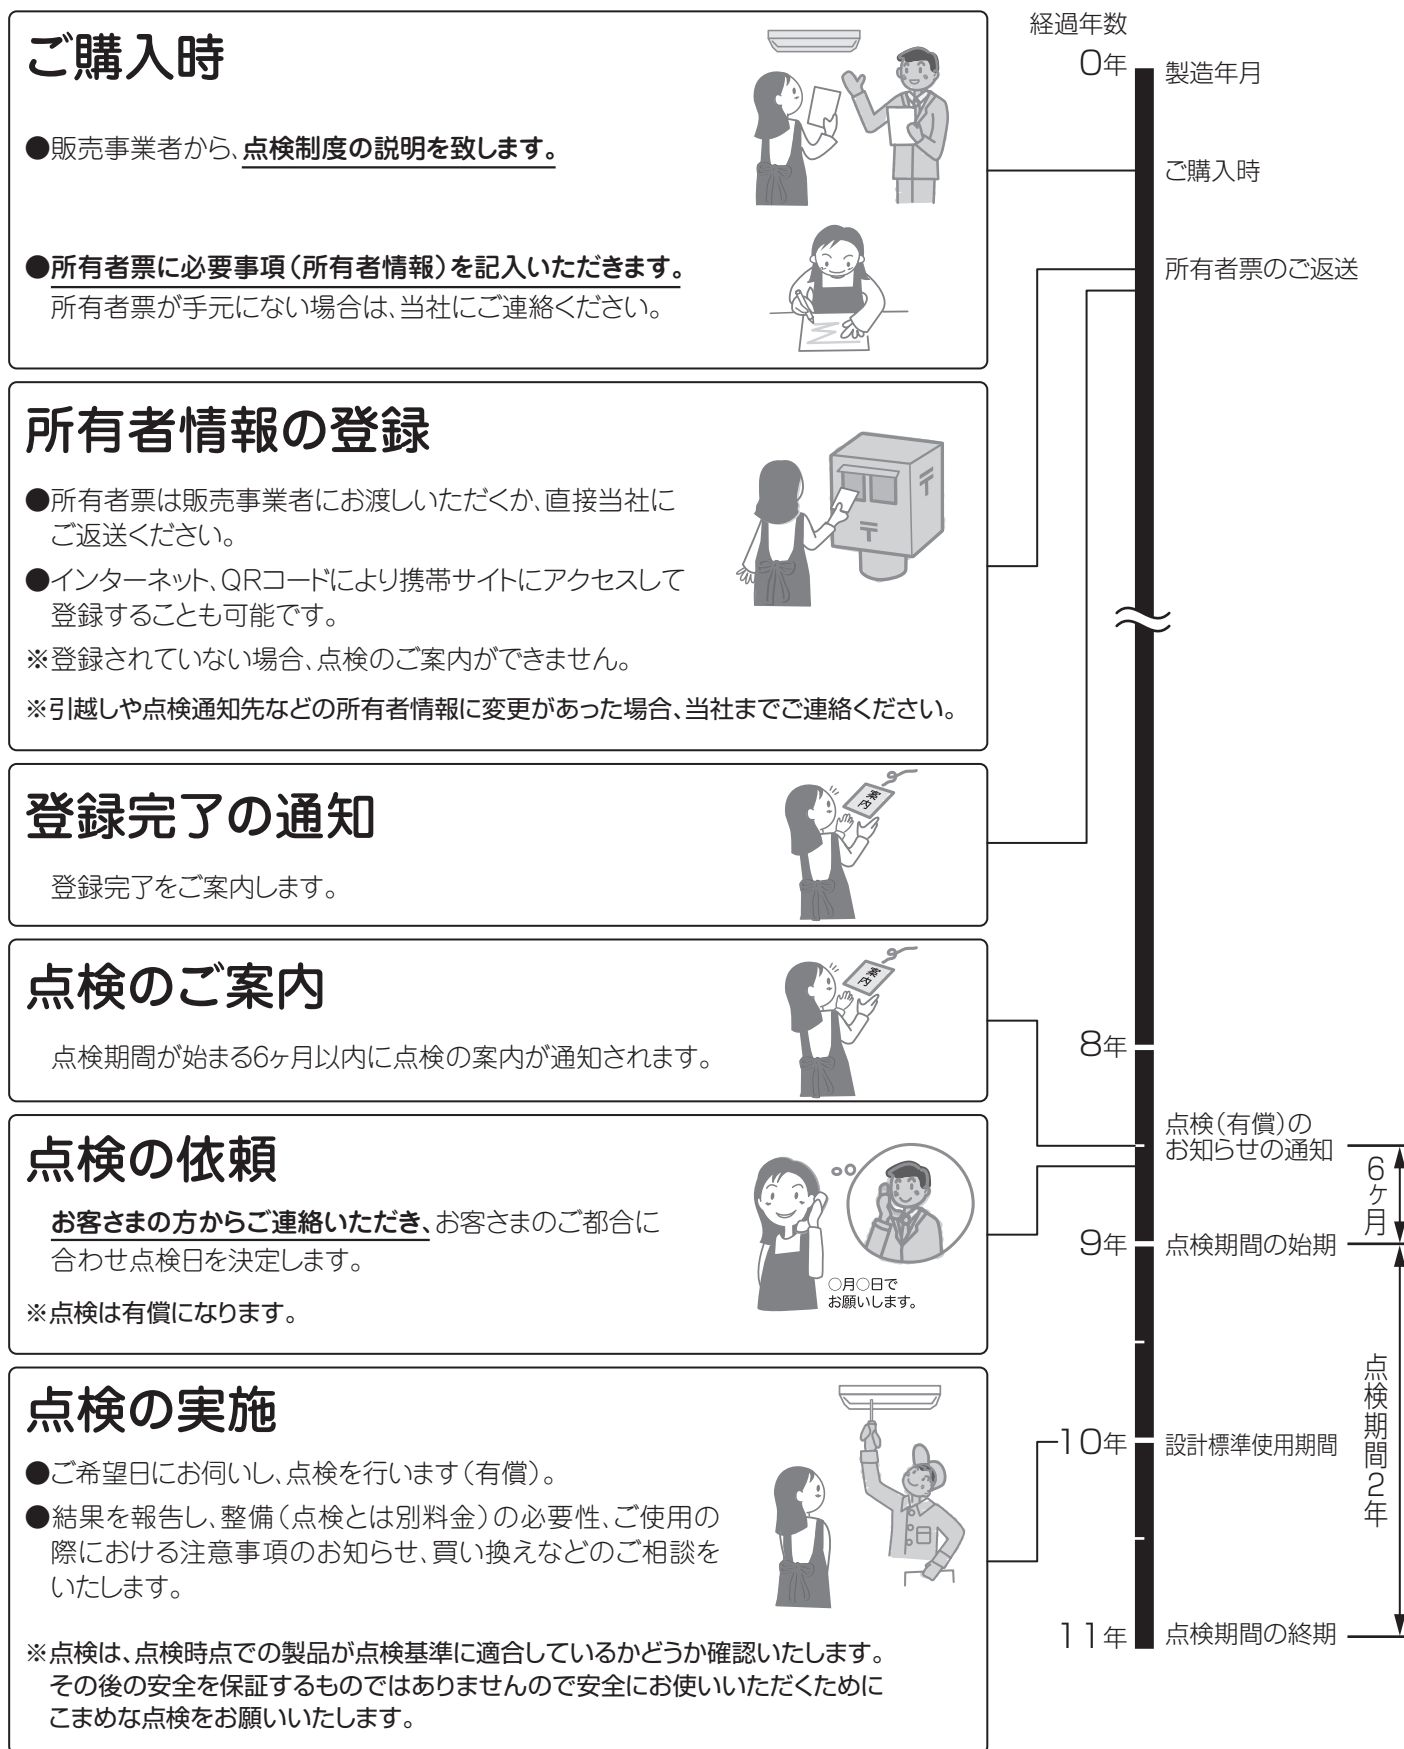 ご購入時
●販売事業者から、点検制度の説明を致します。
●所有者票に必要事項（所有者情報）を記入いただきます。
所有者票が手元にない場合は、当社にご連絡ください。
所有者情報の登録
●所有者票は販売事業者にお渡しいただくか、直接当社に
ご返送ください。
●インターネット、QRコードにより携帯サイトにアクセスして
登録することも可能です。
※登録されていない場合、点検のご案内ができません。
※引越しや点検通知先などの所有者情報に変更があった場合、当社までご連絡ください。
〒
〒
登録完了の通知
登録完了をご案内します。
案内
点検のご案内
点検期間が始まる6ヶ月以内に点検の案内が通知されます。
案内
点検の依頼
お客さまの方からご連絡いただき、お客さまのご都合に
合わせ点検日を決定します。
※点検は有償になります。
○月○日で
お願いします。
点検の実施
●ご希望日にお伺いし、点検を行います（有償）。
●結果を報告し、整備（点検とは別料金）の必要性、ご使用の
際における注意事項のお知らせ、買い換えなどのご相談を
いたします。
※点検は、点検時点での製品が点検基準に適合しているかどうか確認いたします。
その後の安全を保証するものではありませんので安全にお使いいただくために
こまめな点検をお願いいたします。
経過年数
0年
製造年月
ご購入時
所有者票のご返送
8年
点検（有償）の
お知らせの通知
6ヶ月
9年
点検期間の始期
点検期間2年
10年
設計標準使用期間
11年
点検期間の終期